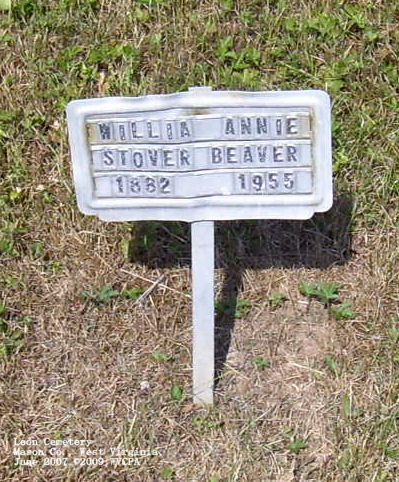 WILLIA ANNIE
STOVER BEAVER
1882 1955
Leon Cemetery
Mason Co., West Virginia
June 2007 ©2009 WVCPA